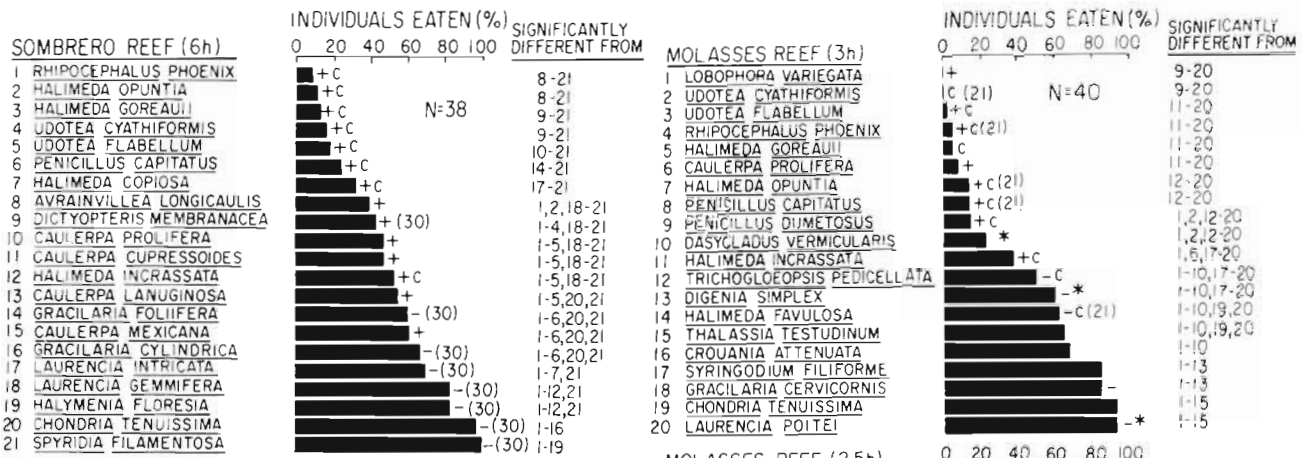 INDIVIDUALS EATEN (%)
SOMBRERO REEF (6h) 0 20 40 60 80 100 SIGNIFICANTLY DIFFERENT FROM
1 RHIPOCEPHALUS PHOENIX +C 8-21
2 HALIMEDA OPUNTIA +C 8-21
3 HALIMEDA GOREAUII +C N=38 9-21
4 UDOTEA CYATHIFORMIS +C 9-21
5 UDOTEA FLABELLUM +C 10-21
6 PENICILLUS CAPITATUS +C 14-21
7 HALIMEDA COPIOSA +C 17-21
8 AVRAINVILLEA LONGICAULIS + 1,2,18-21
9 DICTYOPTERIS MEMBRANACEA +(30) 1-4,18-21
10 CAULERPA PROLIFERA + 1-5,18-21
11 CAULERPA CUPRESSOIDES + 1-5,18-21
12 HALIMEDA INCRASSATA +C 1-5,18-21
13 CAULERPA LANUGINOSA + 1-5,20,21
14 GRACILARIA FOLIIFERA -(30) 1-6,20,21
15 CAULERPA MEXICANA + 1-6,20,21
16 GRACILARIA CYLINDRICA -(30) 1-6,20,21
17 LAURENCIA INTRICATA -(30) 1-7,21
18 LAURENCIA GEMMIFERA -(30) 1-12,21
19 HALYMENIA FLORESIA -(30) 1-12,21
20 CHONDRIA TENUISSIMA -(30) 1-16
21 SPYRIDIA FILAMENTOSA -(30) 1-19
INDIVIDUALS EATEN (%)
MOLASSES REEF (3h) 0 20 40 60 80 100 SIGNIFICANTLY DIFFERENT FROM
1 LOBOPHORA VARIEGATA + 9-20
2 UDOTEA CYATHIFORMIS C (21) N=40 9-20
3 UDOTEA FLABELLUM +C 11-20
4 RHIPOCEPHALUS PHOENIX +C(21) 11-20
5 HALIMEDA GOREAUII C 11-20
6 CAULERPA PROLIFERA + 11-20
7 HALIMEDA OPUNTIA +C(21) 12-20
8 PENICILLUS CAPITATUS +C(21) 12-20
9 PENICILLUS DUMETOSUS +C 1,2,12-20
10 DASYCLADUS VERMICULARIS * 1,2,12-20
11 HALIMEDA INCRASSATA +C 1,6,17-20
12 TRICHOGLOEOPSIS PEDICELLATA -C 1-10,17-20
13 DIGENIA SIMPLEX -* 1-10,17-20
14 HALIMEDA FAVULOSA -C(21) 1-10,19,20
15 THALASSIA TESTUDINUM 1-10,19,20
16 CROUANIA ATTENUATA 1-10
17 SYRINGODIUM FILIFORME 1-13
18 GRACILARIA CERVICORNIS - 1-13
19 CHONDRIA TENUISSIMA 1-15
20 LAURENCIA POITEI -* 1-15
MOLASSES REEF (2.5h) 0 20 40 60 80 100